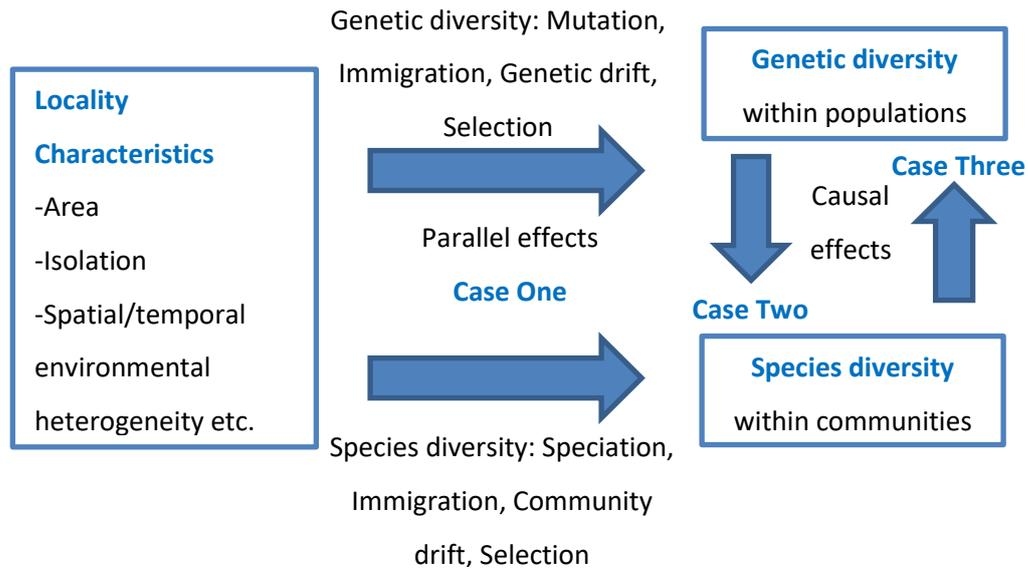 Locality
Characteristics
-Area
-Isolation
-Spatial/temporal
environmental
heterogeneity etc.
Genetic diversity: Mutation,
Immigration, Genetic drift,
Selection
Parallel effects
Case One
Species diversity: Speciation,
Immigration, Community
drift, Selection
Genetic diversity
within populations
Case Three
Causal
effects
Case Two
Species diversity
within communities